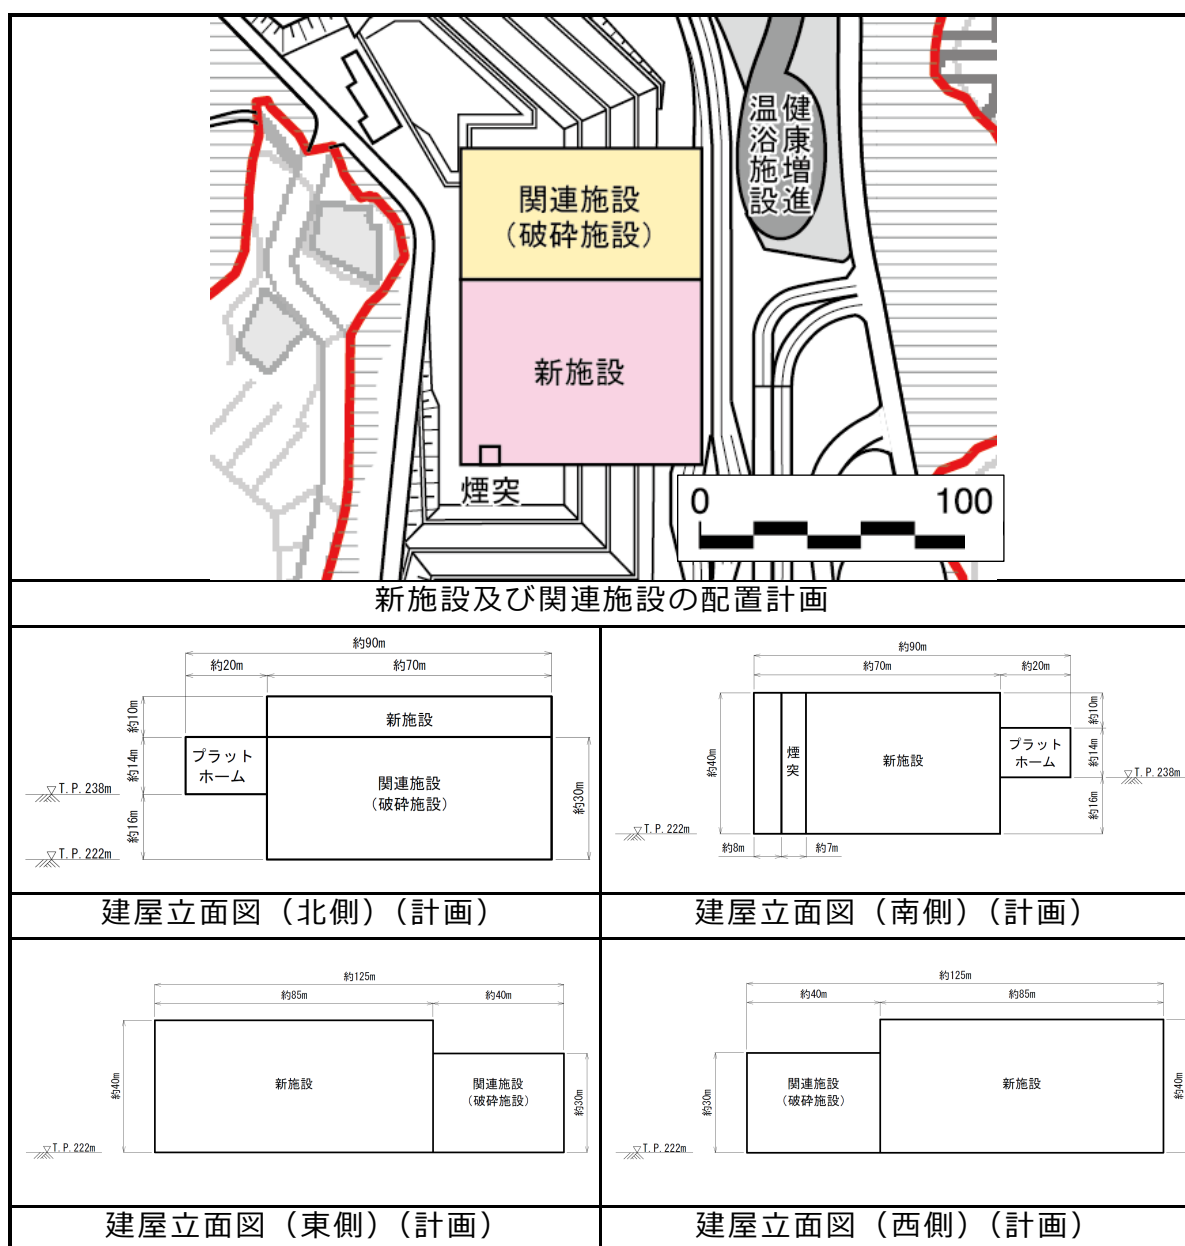 健康増進
温浴施設
関連施設
（破砕施設）
新施設
煙突
0 100
新施設及び関連施設の配置計画
約90m
約20m 約70m
約10m
新施設
約14m
プラット
ホーム
関連施設
（破砕施設）
約30m
T.P.238m
約16m
T.P.222m
建屋立面図（北側）（計画）
約90m
約70m 約20m
約40m
煙突
新施設
約10m
プラット
ホーム
約14m
T.P.238m
約16m
T.P.222m
約8m 約7m
建屋立面図（南側）（計画）
約125m
約85m 約40m
約40m
新施設
関連施設
（破砕施設）
約30m
T.P.222m
建屋立面図（東側）（計画）
約125m
約40m 約85m
約30m
関連施設
（破砕施設）
新施設
約40m
T.P.222m
建屋立面図（西側）（計画）